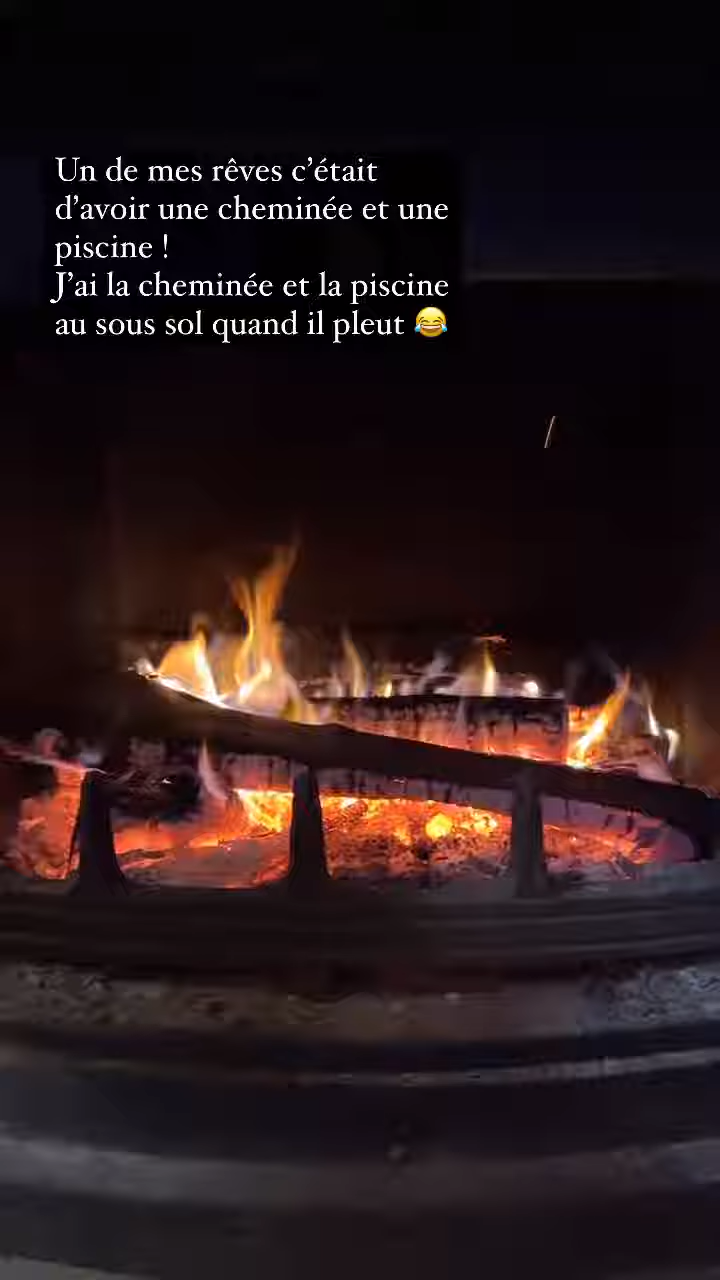 Un de mes rêves c’était
d’avoir une cheminée et une
piscine !
J’ai la cheminée et la piscine
au sous sol quand il pleut 😂